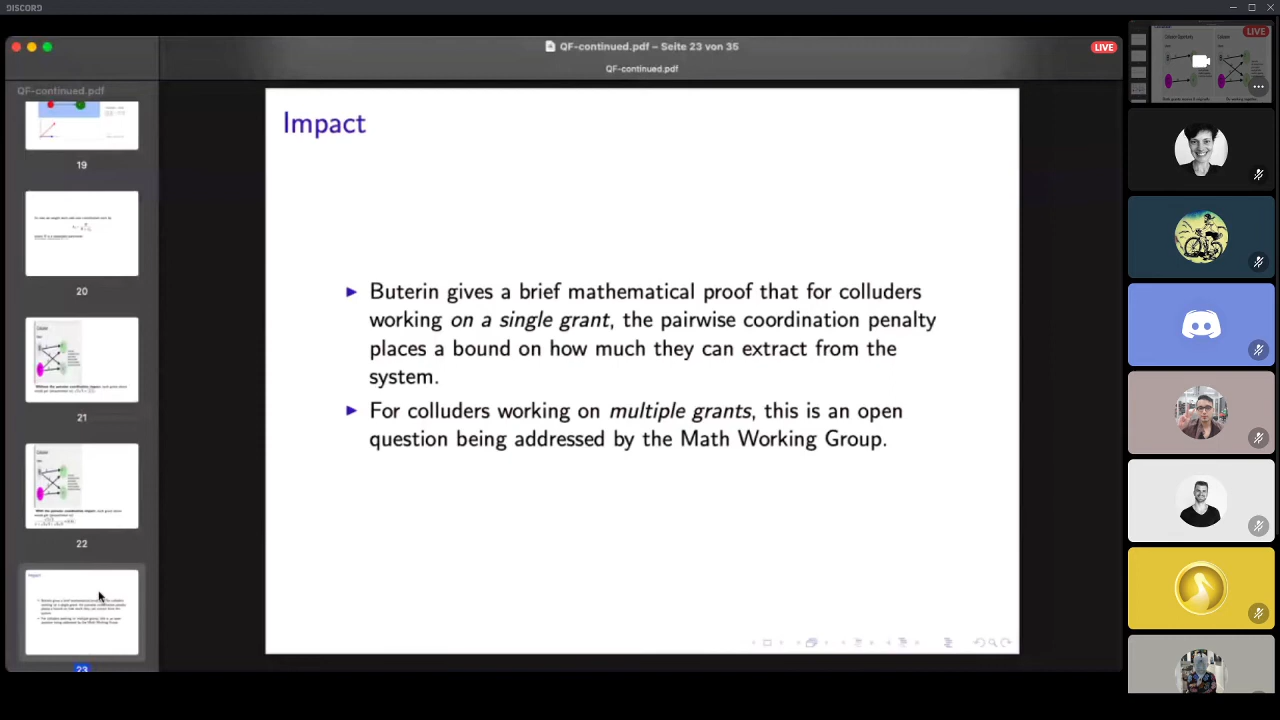 DISCORD
QF-continued.pdf – Seite 23 von 35
LIVE
QF-continued.pdf
QF-continued.pdf
LIVE
19
20
21
22
23
Impact
Buterin gives a brief mathematical proof that for colluders
working on a single grant, the pairwise coordination penalty
places a bound on how much they can extract from the
system.
For colluders working on multiple grants, this is an open
question being addressed by the Math Working Group.